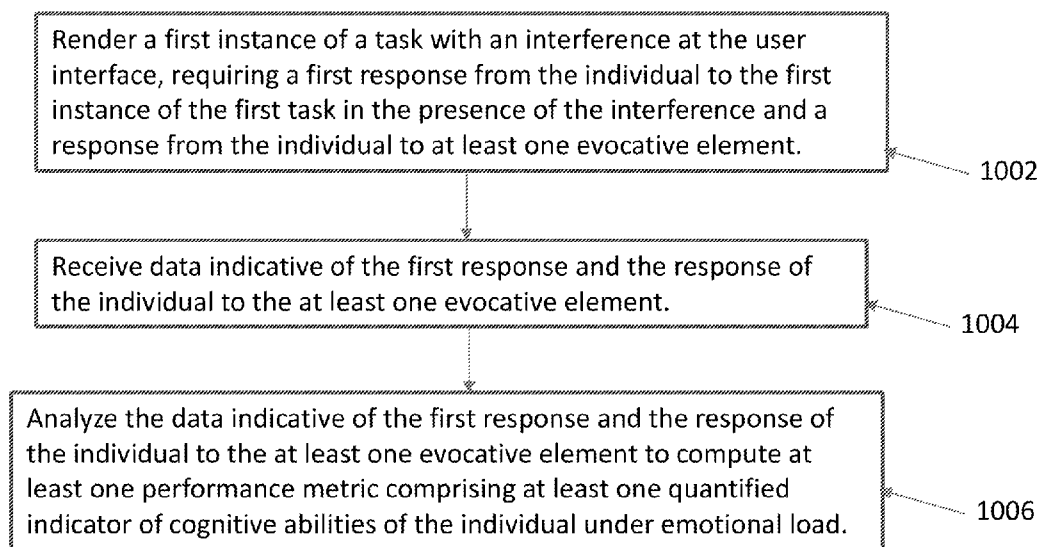 Render a first instance of a task with an interference at the user
interface, requiring a first response from the individual to the first
instance of the first task in the presence of the interference and a
response from the individual to at least one evocative element.
1002
Receive data indicative of the first response and the response of
the individual to the at least one evocative element.
1004
Analyze the data indicative of the first response and the response of
the individual to the at least one evocative element to compute at
least one performance metric comprising at least one quantified
indicator of cognitive abilities of the individual under emotional load.
1006